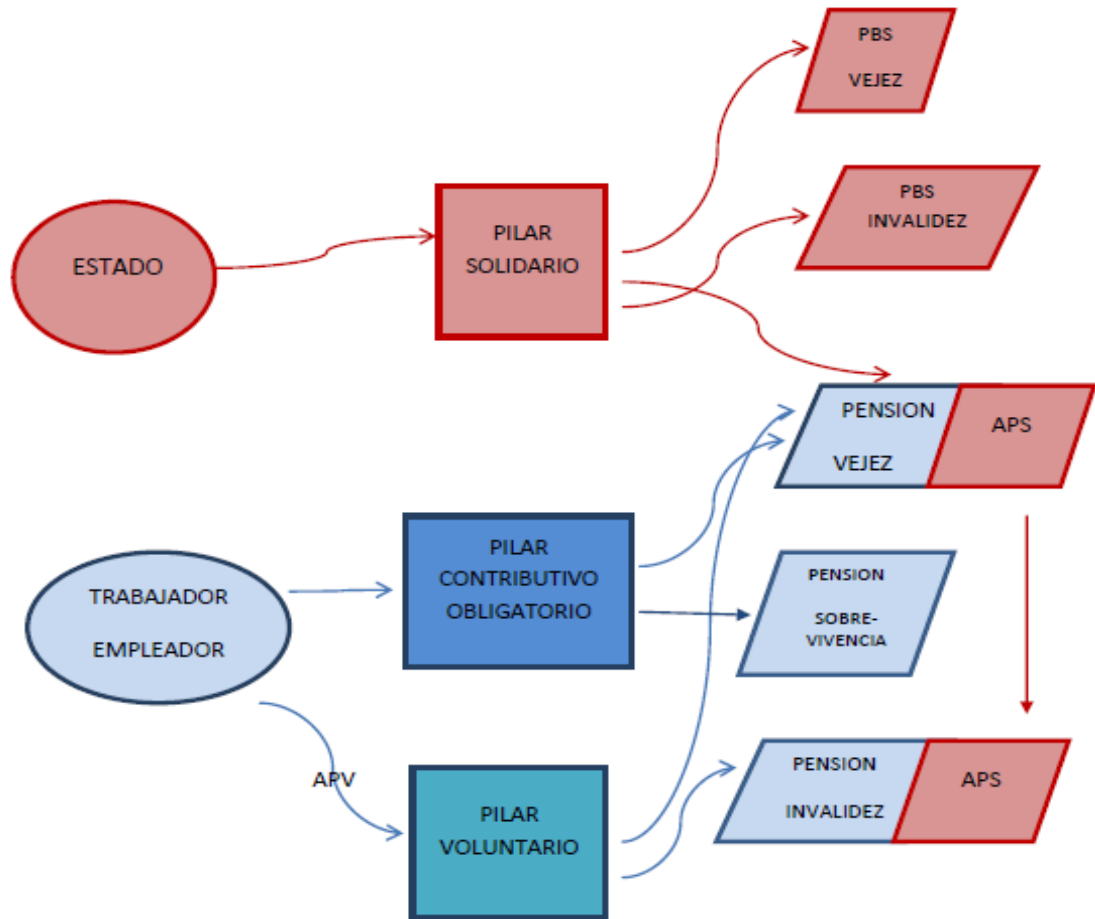 PBS
VEJEZ
PBS
INVALIDEZ
ESTADO
PILAR
SOLIDARIO
PENSION
VEJEZ
APS
TRABAJADOR
EMPLEADOR
PILAR
CONTRIBUTIVO
OBLIGATORIO
PENSION
SOBRE-
VIVENCIA
APV
PILAR
VOLUNTARIO
PENSION
INVALIDEZ
APS